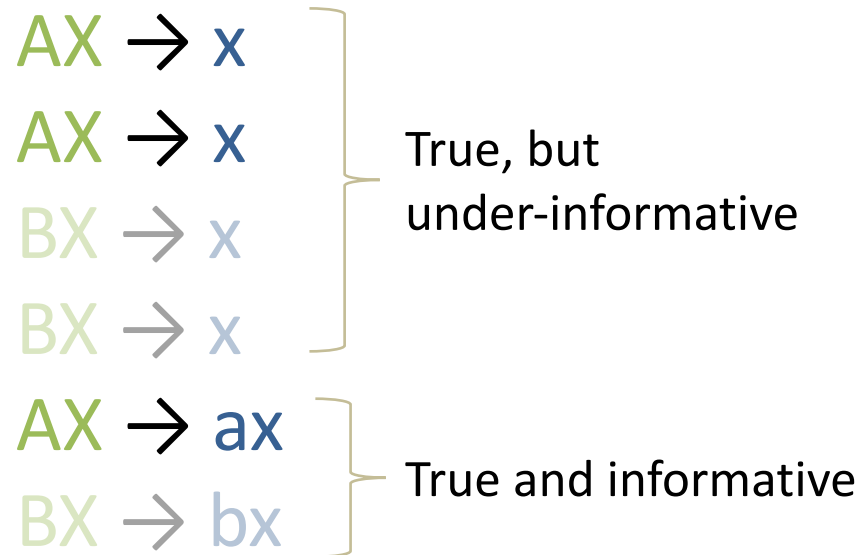 AX → x
AX → x
BX → x
BX → x
True, but
under-informative
AX → ax
BX → bx
True and informative